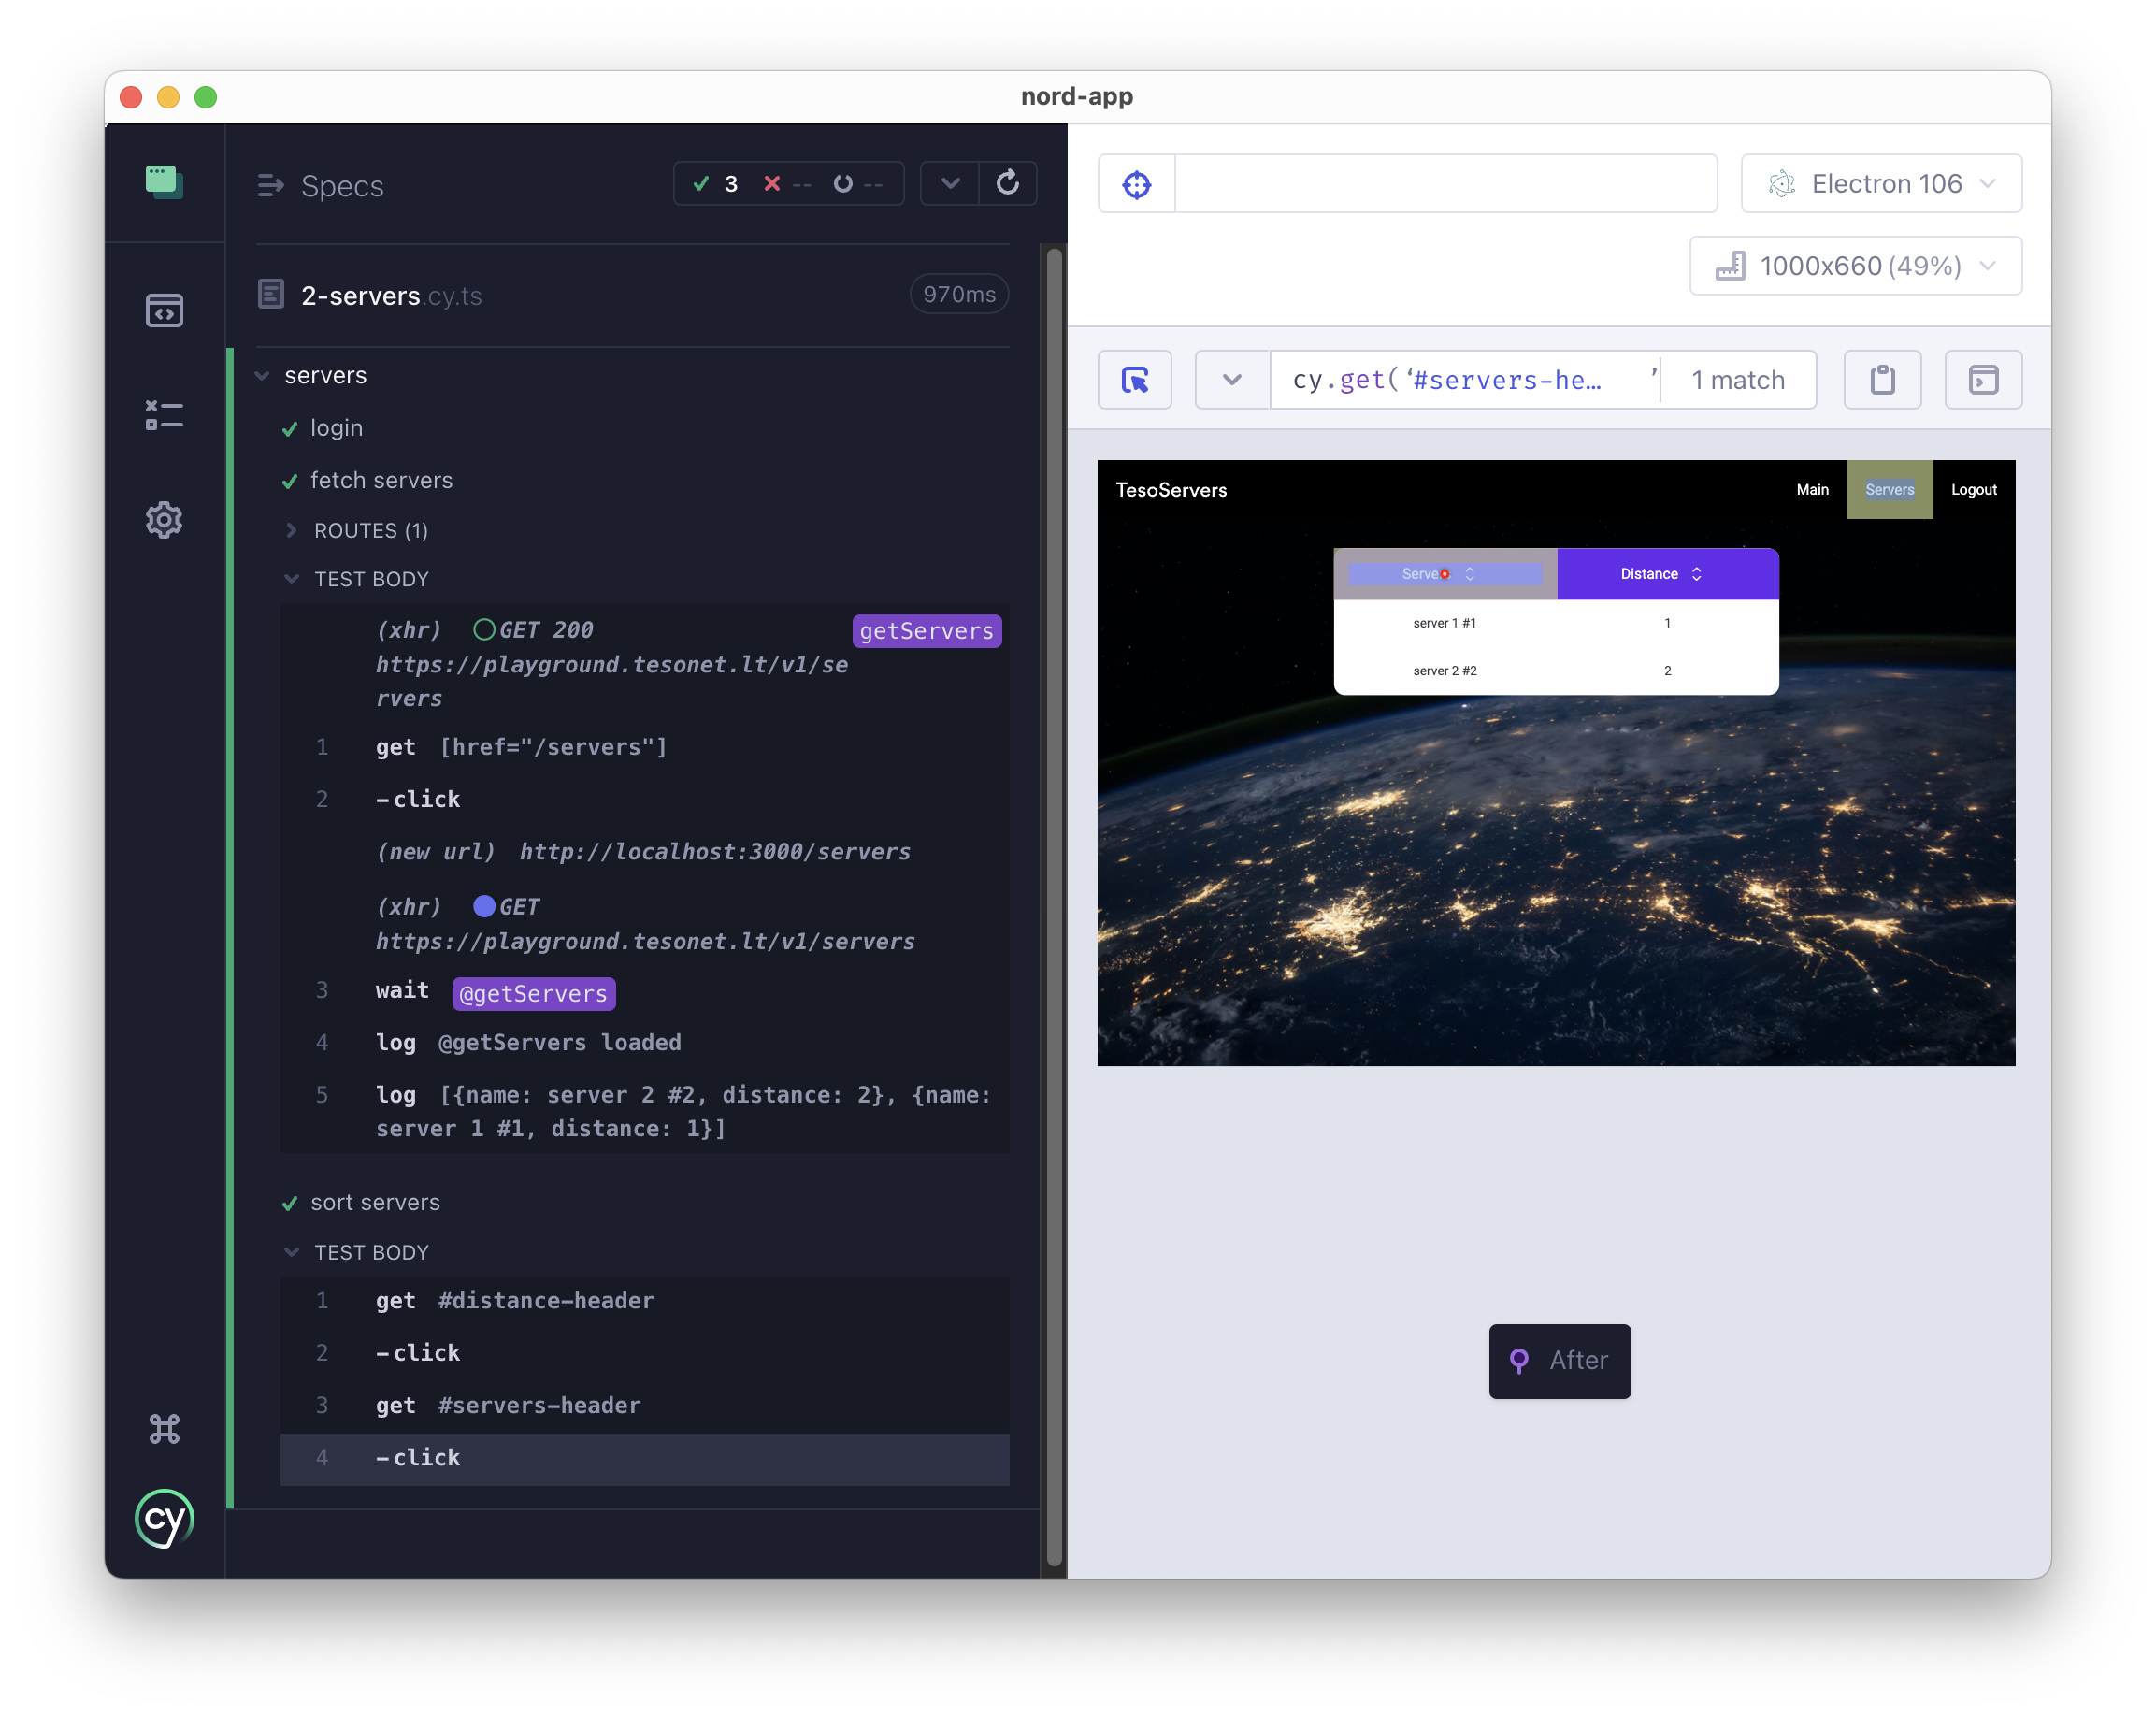 nord-app
Specs
3 -- --
2-servers.cy.ts
970ms
servers
login
fetch servers
ROUTES (1)
TEST BODY
(xhr) GET 200
getServers
https://playground.tesonet.lt/v1/se
rvers
1 get [href="/servers"]
2 -click
(new url) http://localhost:3000/servers
(xhr) GET
https://playground.tesonet.lt/v1/servers
3 wait @getServers
4 log @getServers loaded
5 log [{name: server 2 #2, distance: 2}, {name:
server 1 #1, distance: 1}]
sort servers
TEST BODY
1 get #distance-header
2 -click
3 get #servers-header
4 -click
cy
Electron 106
1000x660 (49%)
cy.get(‘#servers-he… ’ 1 match
TesoServers
Main Servers Logout
Distance
server 1 #1 1
server 2 #2 2
After